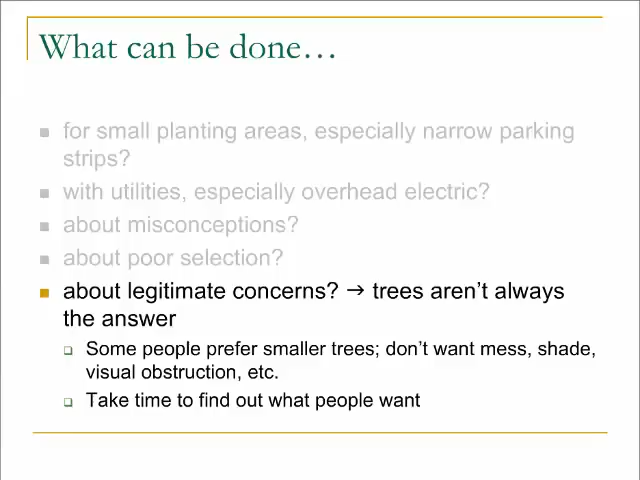 What can be done…
for small planting areas, especially narrow parking
strips?
with utilities, especially overhead electric?
about misconceptions?
about poor selection?
about legitimate concerns? → trees aren't always
the answer
Some people prefer smaller trees; don't want mess, shade,
visual obstruction, etc.
Take time to find out what people want